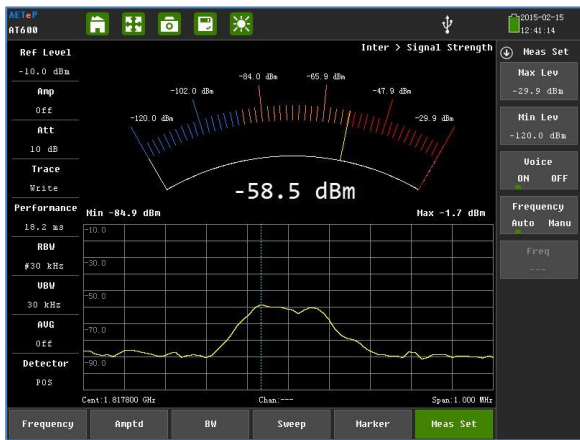 AETeP
AT600
2015-02-15
12:41:14
Ref Level
-10.0 dBm
Amp
Off
Att
10 dB
Trace
Write
Performance
18.2 ms
RBW
#30 kHz
VBW
30 kHz
AVG
Off
Detector
POS
Inter > Signal Strength
-120.0 dBm
-102.0 dBm
-84.0 dBm
-65.9 dBm
-47.9 dBm
-29.9 dBm
-58.5 dBm
Min -84.9 dBm
Max -1.7 dBm
-10.0
-30.0
-50.0
-70.0
-90.0
Cent:1.817800 GHz
Chan:---
Span:1.000 MHz
Meas Set
Max Lev
-29.9 dBm
Min Lev
-120.0 dBm
Voice
ON OFF
Frequency
Auto Manu
Freq
---
Frequency
Amptd
BW
Sweep
Marker
Meas Set